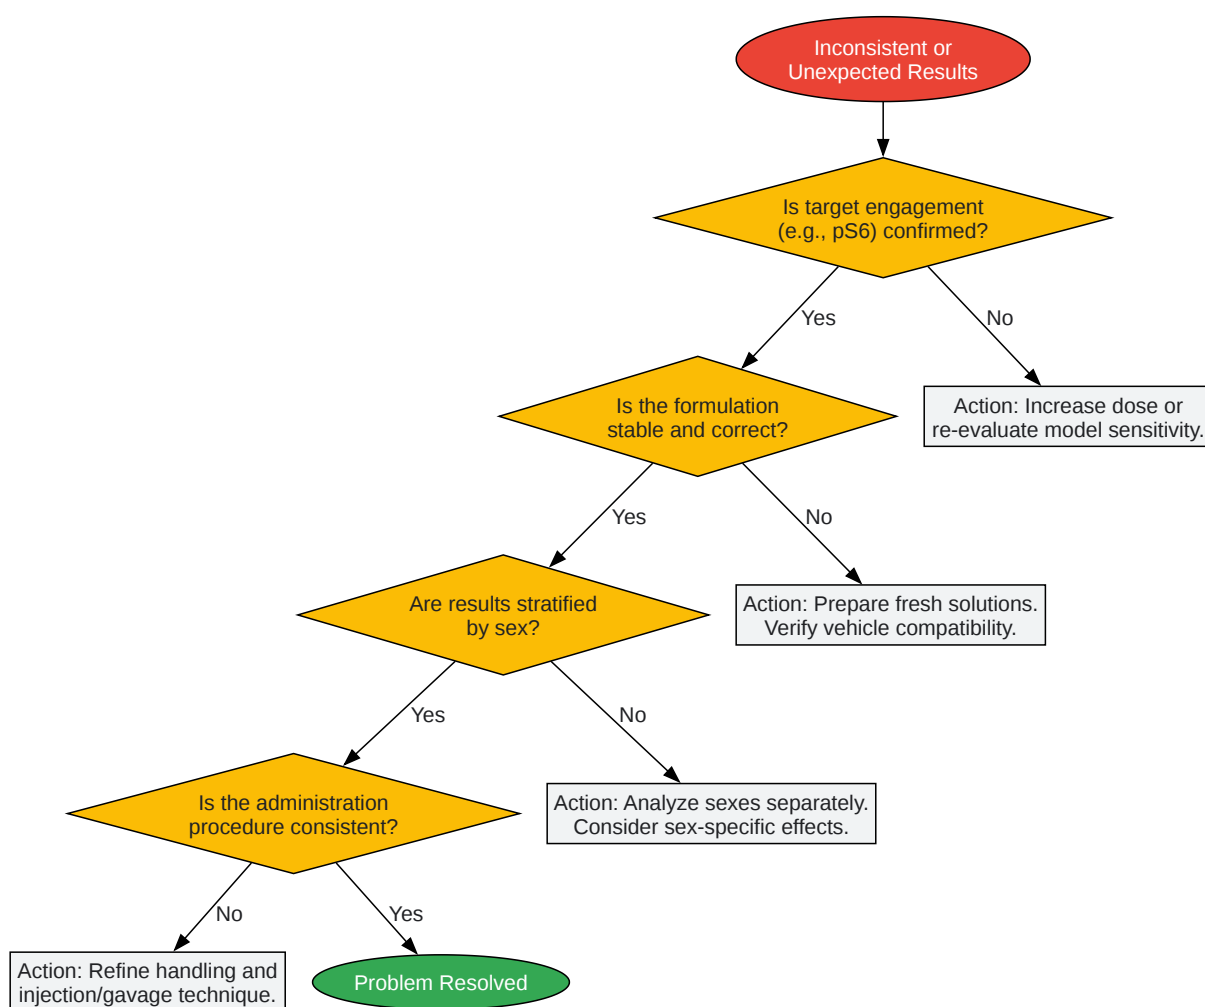 Inconsistent or
Unexpected Results
Is target engagement
(e.g., pS6) confirmed?
Yes
No
Is the formulation
stable and correct?
Action: Increase dose or
re-evaluate model sensitivity.
Yes
No
Are results stratified
by sex?
Action: Prepare fresh solutions.
Verify vehicle compatibility.
Yes
No
Is the administration
procedure consistent?
Action: Analyze sexes separately.
Consider sex-specific effects.
No
Yes
Action: Refine handling and
injection/gavage technique.
Problem Resolved